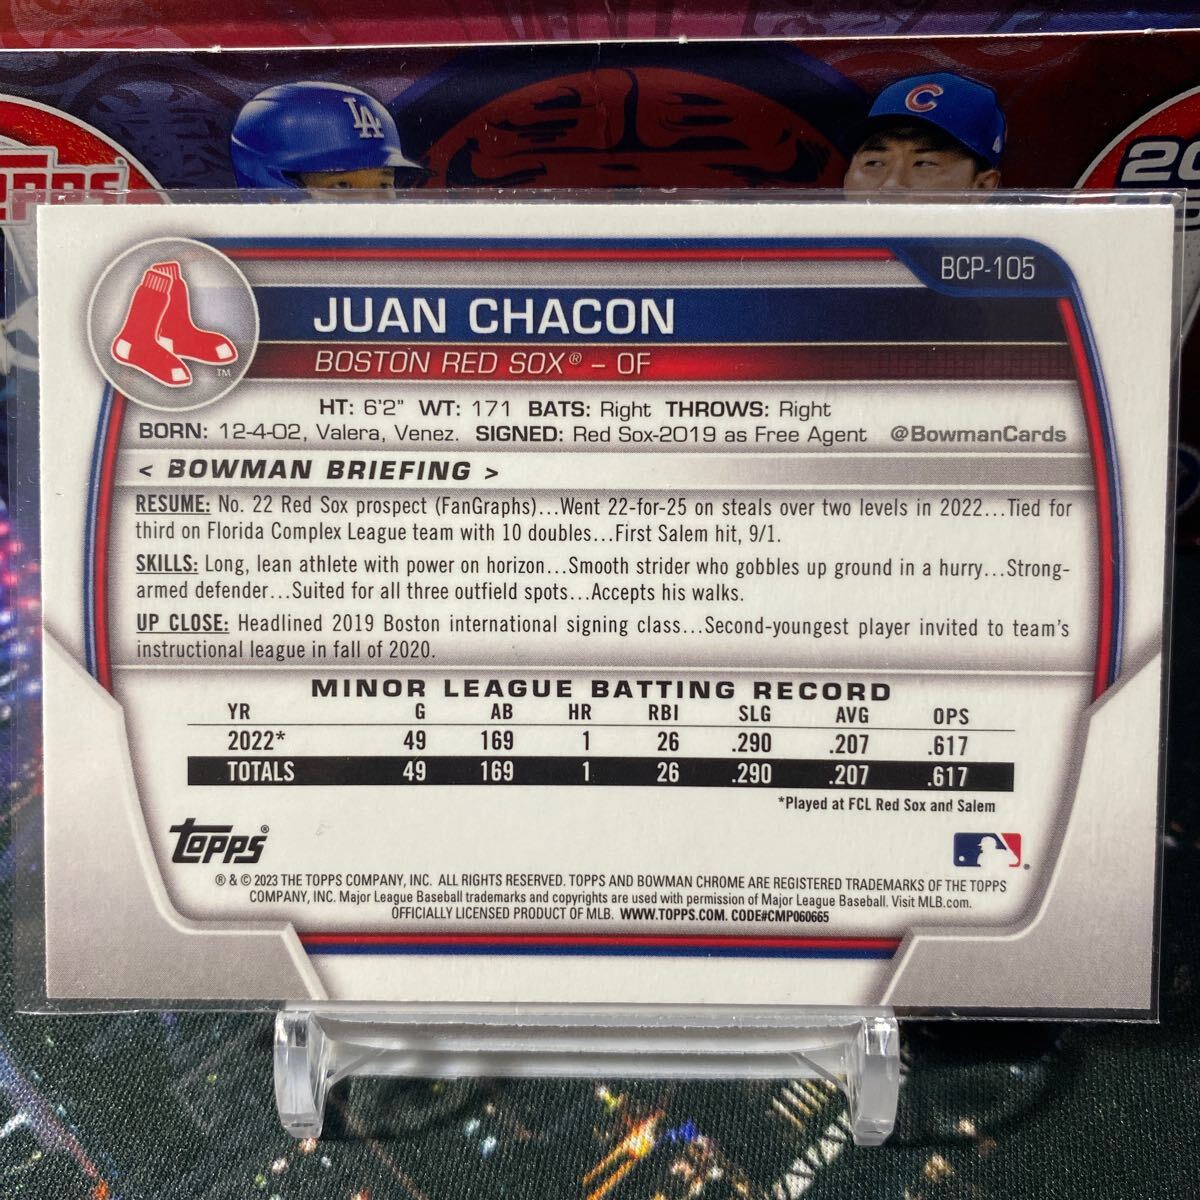 LA
C
TOPPS
BCP-105
JUAN CHACON
BOSTON RED SOX® – OF
TM
HT: 6'2" WT: 171 BATS: Right THROWS: Right
BORN: 12-4-02, Valera, Venez. SIGNED: Red Sox-2019 as Free Agent @BowmanCards
< BOWMAN BRIEFING >
RESUME: No. 22 Red Sox prospect (FanGraphs)...Went 22-for-25 on steals over two levels in 2022...Tied for
third on Florida Complex League team with 10 doubles...First Salem hit, 9/1.
SKILLS: Long, lean athlete with power on horizon...Smooth strider who gobbles up ground in a hurry...Strong-
armed defender...Suited for all three outfield spots...Accepts his walks.
UP CLOSE: Headlined 2019 Boston international signing class...Second-youngest player invited to team's
instructional league in fall of 2020.
MINOR LEAGUE BATTING RECORD
YR G AB HR RBI SLG AVG OPS
2022* 49 169 1 26 .290 .207 .617
TOTALS 49 169 1 26 .290 .207 .617
*Played at FCL Red Sox and Salem
TOPPS®
® & © 2023 THE TOPPS COMPANY, INC. ALL RIGHTS RESERVED. TOPPS AND BOWMAN CHROME ARE REGISTERED TRADEMARKS OF THE TOPPS
COMPANY, INC. Major League Baseball trademarks and copyrights are used with permission of Major League Baseball. Visit MLB.com.
OFFICIALLY LICENSED PRODUCT OF MLB. WWW.TOPPS.COM. CODE#CMP060665